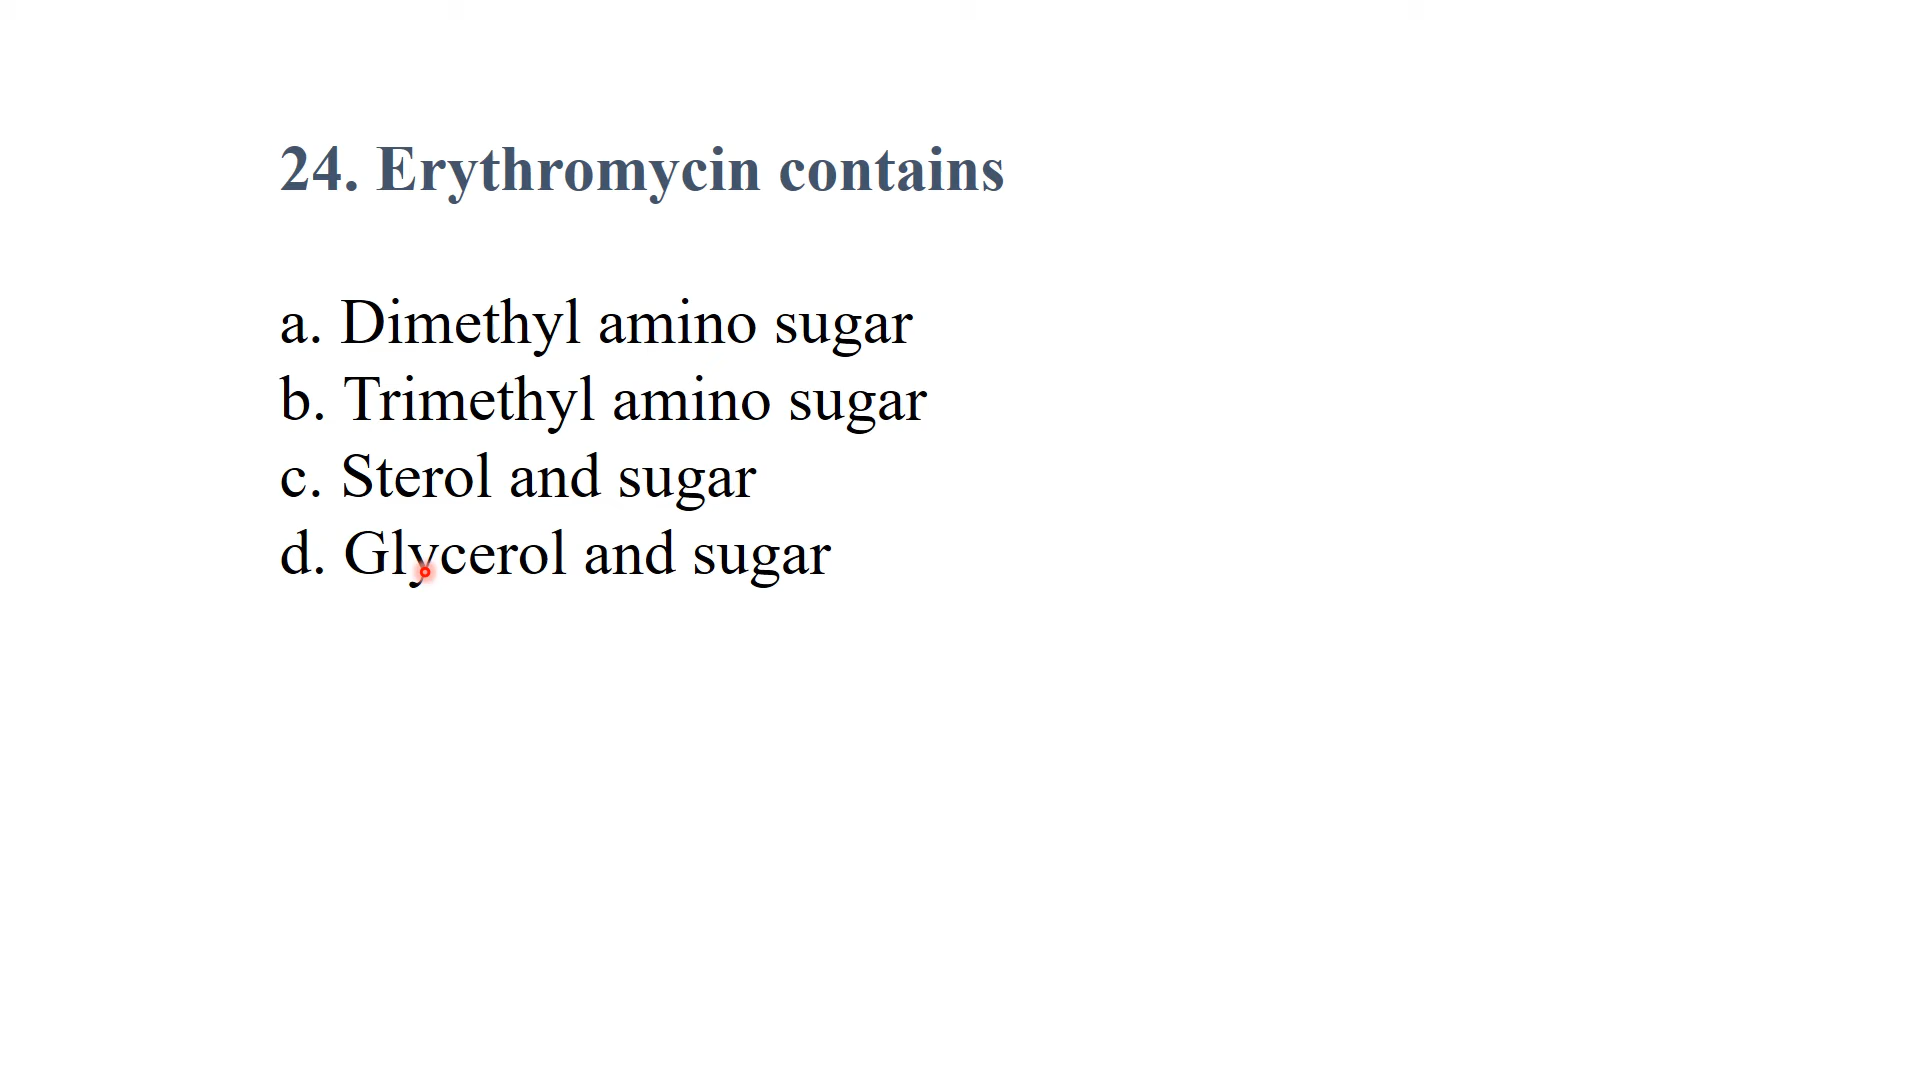 24. Erythromycin contains
a. Dimethyl amino sugar
b. Trimethyl amino sugar
c. Sterol and sugar
d. Glycerol and sugar